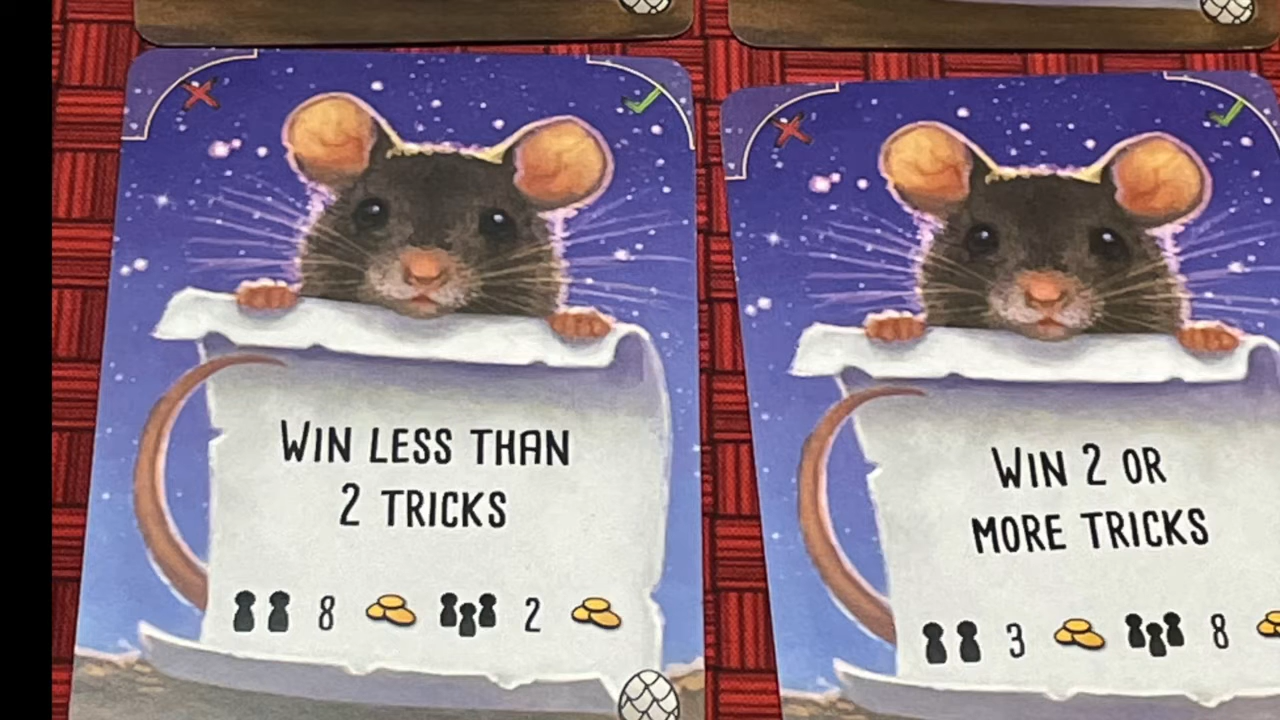 WIN LESS THAN
2 TRICKS
8 2
WIN 2 OR
MORE TRICKS
3 8